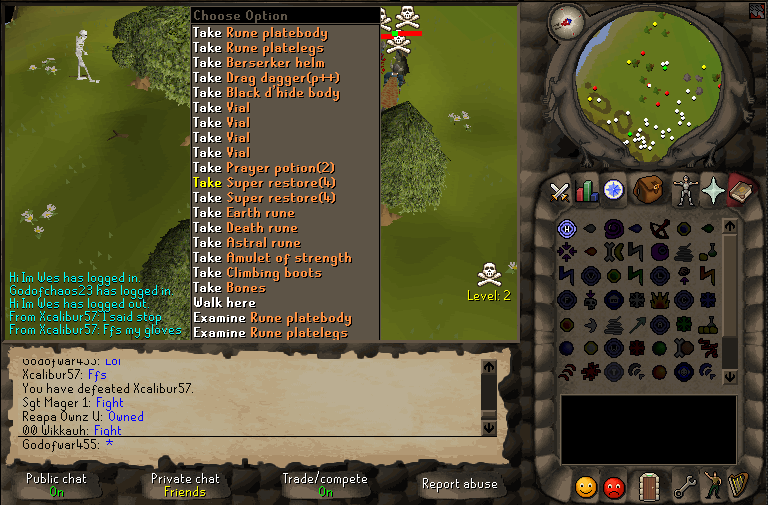 Choose Option
Take Rune platebody
Take Rune platelegs
Take Berserker helm
Take Drag dagger(p++)
Take Black d'hide body
Take Vial
Take Vial
Take Vial
Take Vial
Take Prayer potion(2)
Take Super restore(4)
Take Super restore(4)
Take Earth rune
Take Death rune
Take Astral rune
Take Amulet of strength
Take Climbing boots
Take Bones
Walk here
Examine Rune platebody
Examine Rune platelegs
Level: 2
Hi Im Wes has logged in.
Godofchaos23 has logged in.
Hi Im Wes has logged out.
From Xcalibur57: I said stop
From Xcalibur57: Ffs my gloves
Godofwar455: Lol
Xcalibur57: Ffs
You have defeated Xcalibur57.
Sgt Mager 1: Fight
Reapa Ownz U: Owned
00 Wikkauh: Fight
Godofwar455: *
Public chat
On
Private chat
Friends
Trade/compete
On
Report abuse